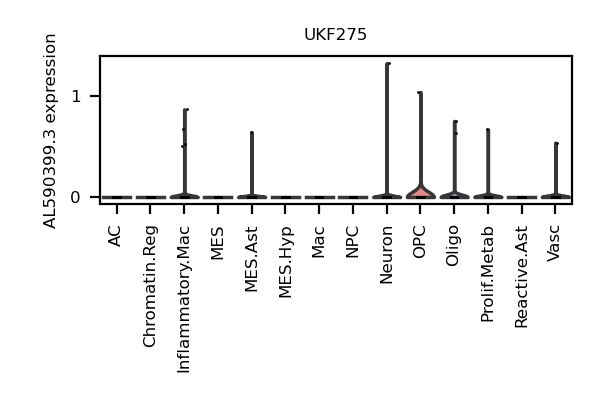 UKF275
AL590399.3 expression
1
0
AC
Chromatin.Reg
Inflammatory.Mac
MES
MES.Ast
MES.Hyp
Mac
NPC
Neuron
OPC
Oligo
Prolif.Metab
Reactive.Ast
Vasc